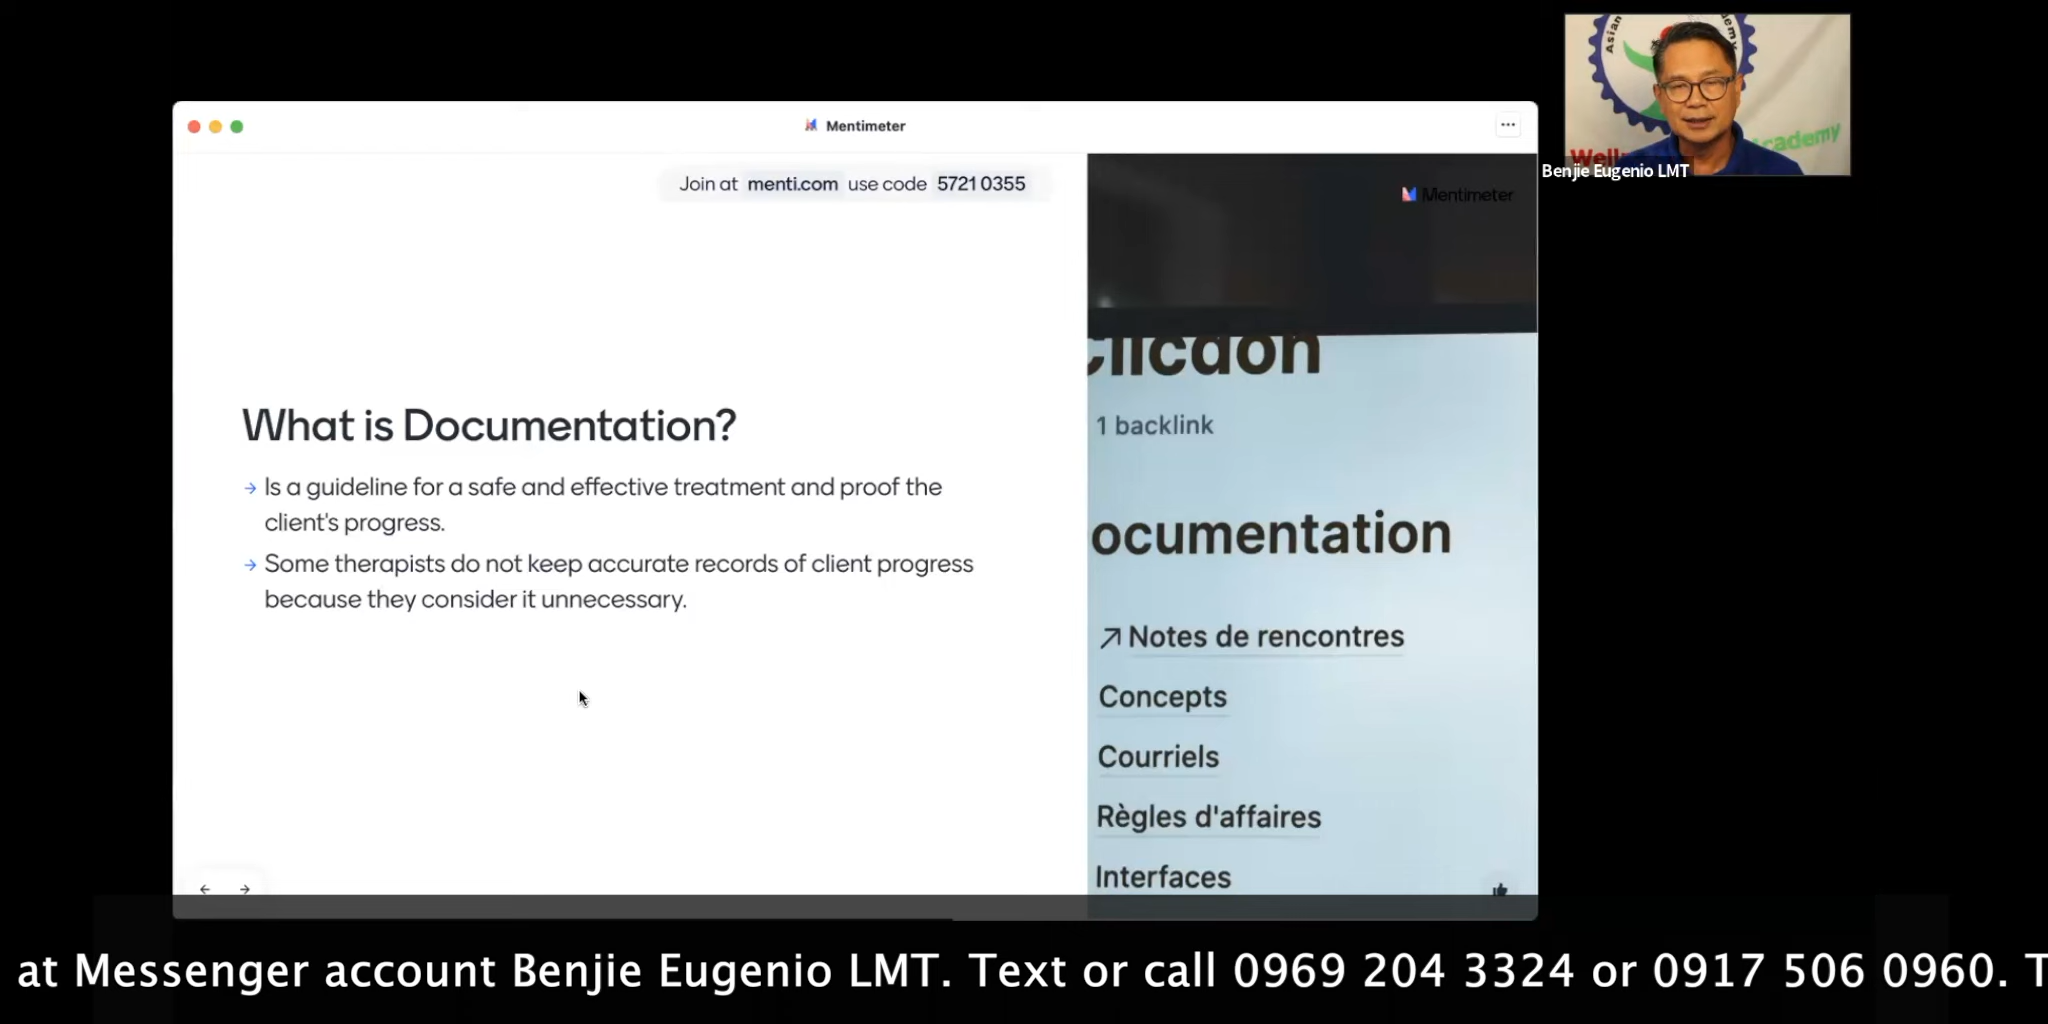 Mentimeter
Join at menti.com use code 5721 0355
Mentimeter
What is Documentation?
→ Is a guideline for a safe and effective treatment and proof the
client's progress.
→ Some therapists do not keep accurate records of client progress
because they consider it unnecessary.
1 backlink
ocumentation
↗ Notes de rencontres
Concepts
Courriels
Règles d'affaires
Interfaces
Asian
Academy
Benjie Eugenio LMT
at Messenger account Benjie Eugenio LMT. Text or call 0969 204 3324 or 0917 506 0960. T